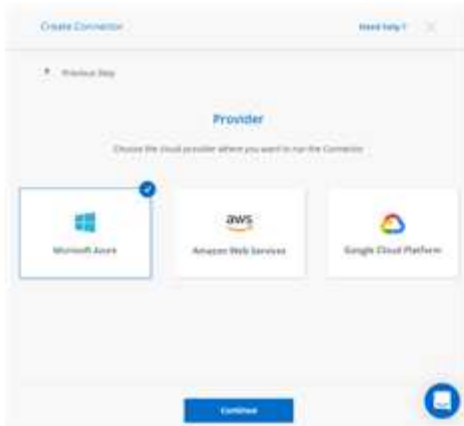 Create Connector
Need help?
Previous Step
Provider
Choose the cloud provider where you want to run the Connector
Microsoft Azure
aws
Amazon Web Services
Google Cloud Platform
Continue